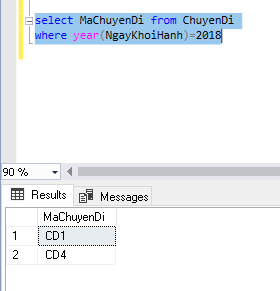 select MaChuyenDi from ChuyenDi
where year(NgayKhoiHanh)=2018
90 %
Results Messages
MaChuyenDi
1 CD1
2 CD4